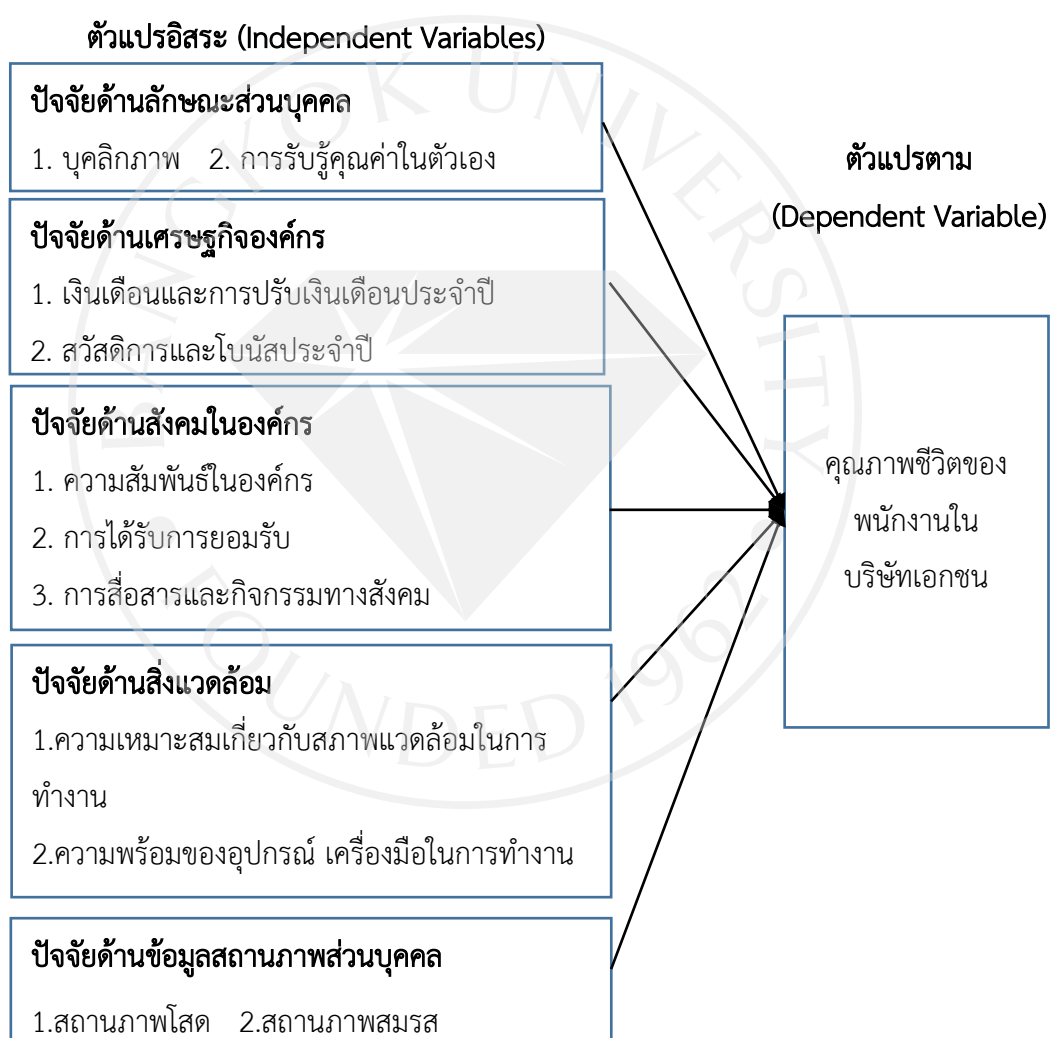 ตัวแปรอิสระ (Independent Variables)
ปัจจัยด้านลักษณะส่วนบุคคล
1. บุคลิกภาพ 2. การรับรู้คุณค่าในตัวเอง
ปัจจัยด้านเศรษฐกิจองค์กร
1. เงินเดือนและการปรับเงินเดือนประจำปี
2. สวัสดิการและโบนัสประจำปี
ปัจจัยด้านสังคมในองค์กร
1. ความสัมพันธ์ในองค์กร
2. การได้รับการยอมรับ
3. การสื่อสารและกิจกรรมทางสังคม
ปัจจัยด้านสิ่งแวดล้อม
1.ความเหมาะสมเกี่ยวกับสภาพแวดล้อมในการ
ทำงาน
2.ความพร้อมของอุปกรณ์ เครื่องมือในการทำงาน
ปัจจัยด้านข้อมูลสถานภาพส่วนบุคคล
1.สถานภาพโสด 2.สถานภาพสมรส
ตัวแปรตาม
(Dependent Variable)
คุณภาพชีวิตของ
พนักงานใน
บริษัทเอกชน
BANGKOK UNIVERSITY
FOUNDED 1962